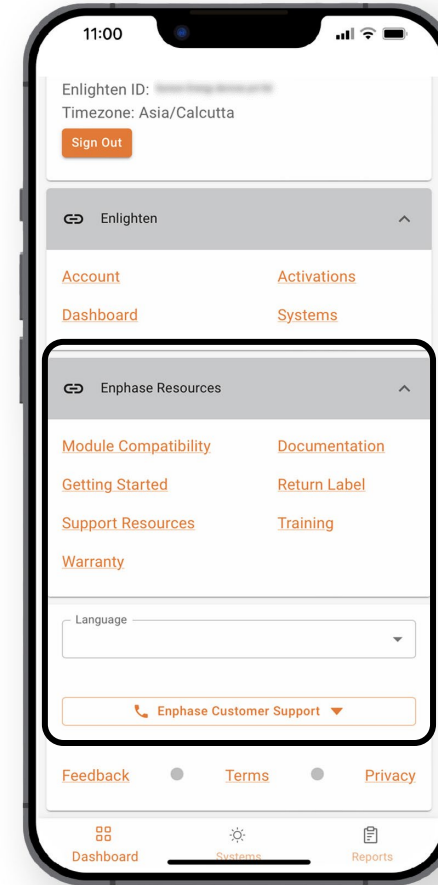 11:00
Enlighten ID:
Timezone: Asia/Calcutta
Sign Out
Enlighten
Account Activations
Dashboard Systems
Enphase Resources
Module Compatibility Documentation
Getting Started Return Label
Support Resources Training
Warranty
Language
Enphase Customer Support
Feedback Terms Privacy
Dashboard Systems Reports